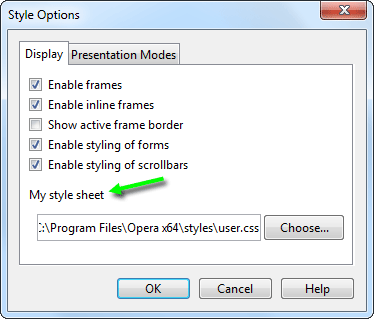 Style Options
Display Presentation Modes
Enable frames
Enable inline frames
Show active frame border
Enable styling of forms
Enable styling of scrollbars
My style sheet
:\Program Files\Opera x64\styles\user.css Choose...
OK Cancel Help